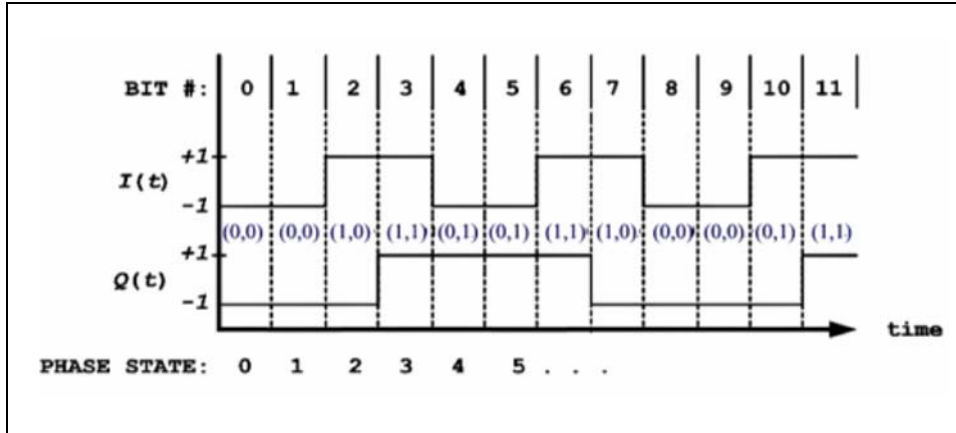 BIT #: 0 1 2 3 4 5 6 7 8 9 10 11
+1
I(t)
-1
(0,0) (0,0) (1,0) (1,1) (0,1) (0,1) (1,1) (1,0) (0,0) (0,0) (0,1) (1,1)
+1
Q(t)
-1
time
PHASE STATE: 0 1 2 3 4 5 . . .